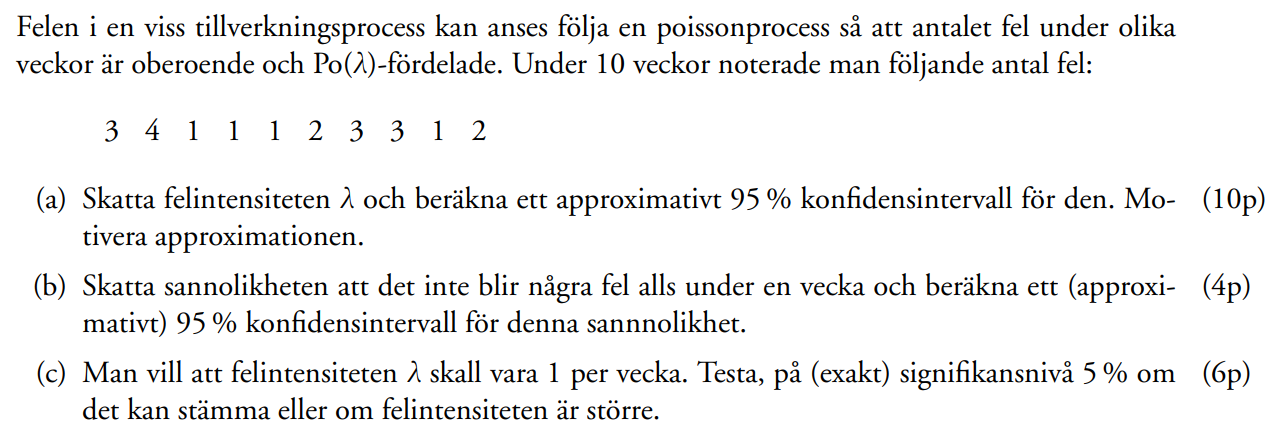 Felen i en viss tillverkningsprocess kan anses följa en poissonprocess så att antalet fel under olika
veckor är oberoende och Po(λ)-fördelade. Under 10 veckor noterade man följande antal fel:
3 4 1 1 1 2 3 3 1 2
(a) Skatta felintensiteten λ och beräkna ett approximativt 95 % konfidensintervall för den. Mo- (10p)
tivera approximationen.
(b) Skatta sannolikheten att det inte blir några fel alls under en vecka och beräkna ett (approxi- (4p)
mativt) 95 % konfidensintervall för denna sannnolikhet.
(c) Man vill att felintensiteten λ skall vara 1 per vecka. Testa, på (exakt) signifikansnivå 5 % om (6p)
det kan stämma eller om felintensiteten är större.